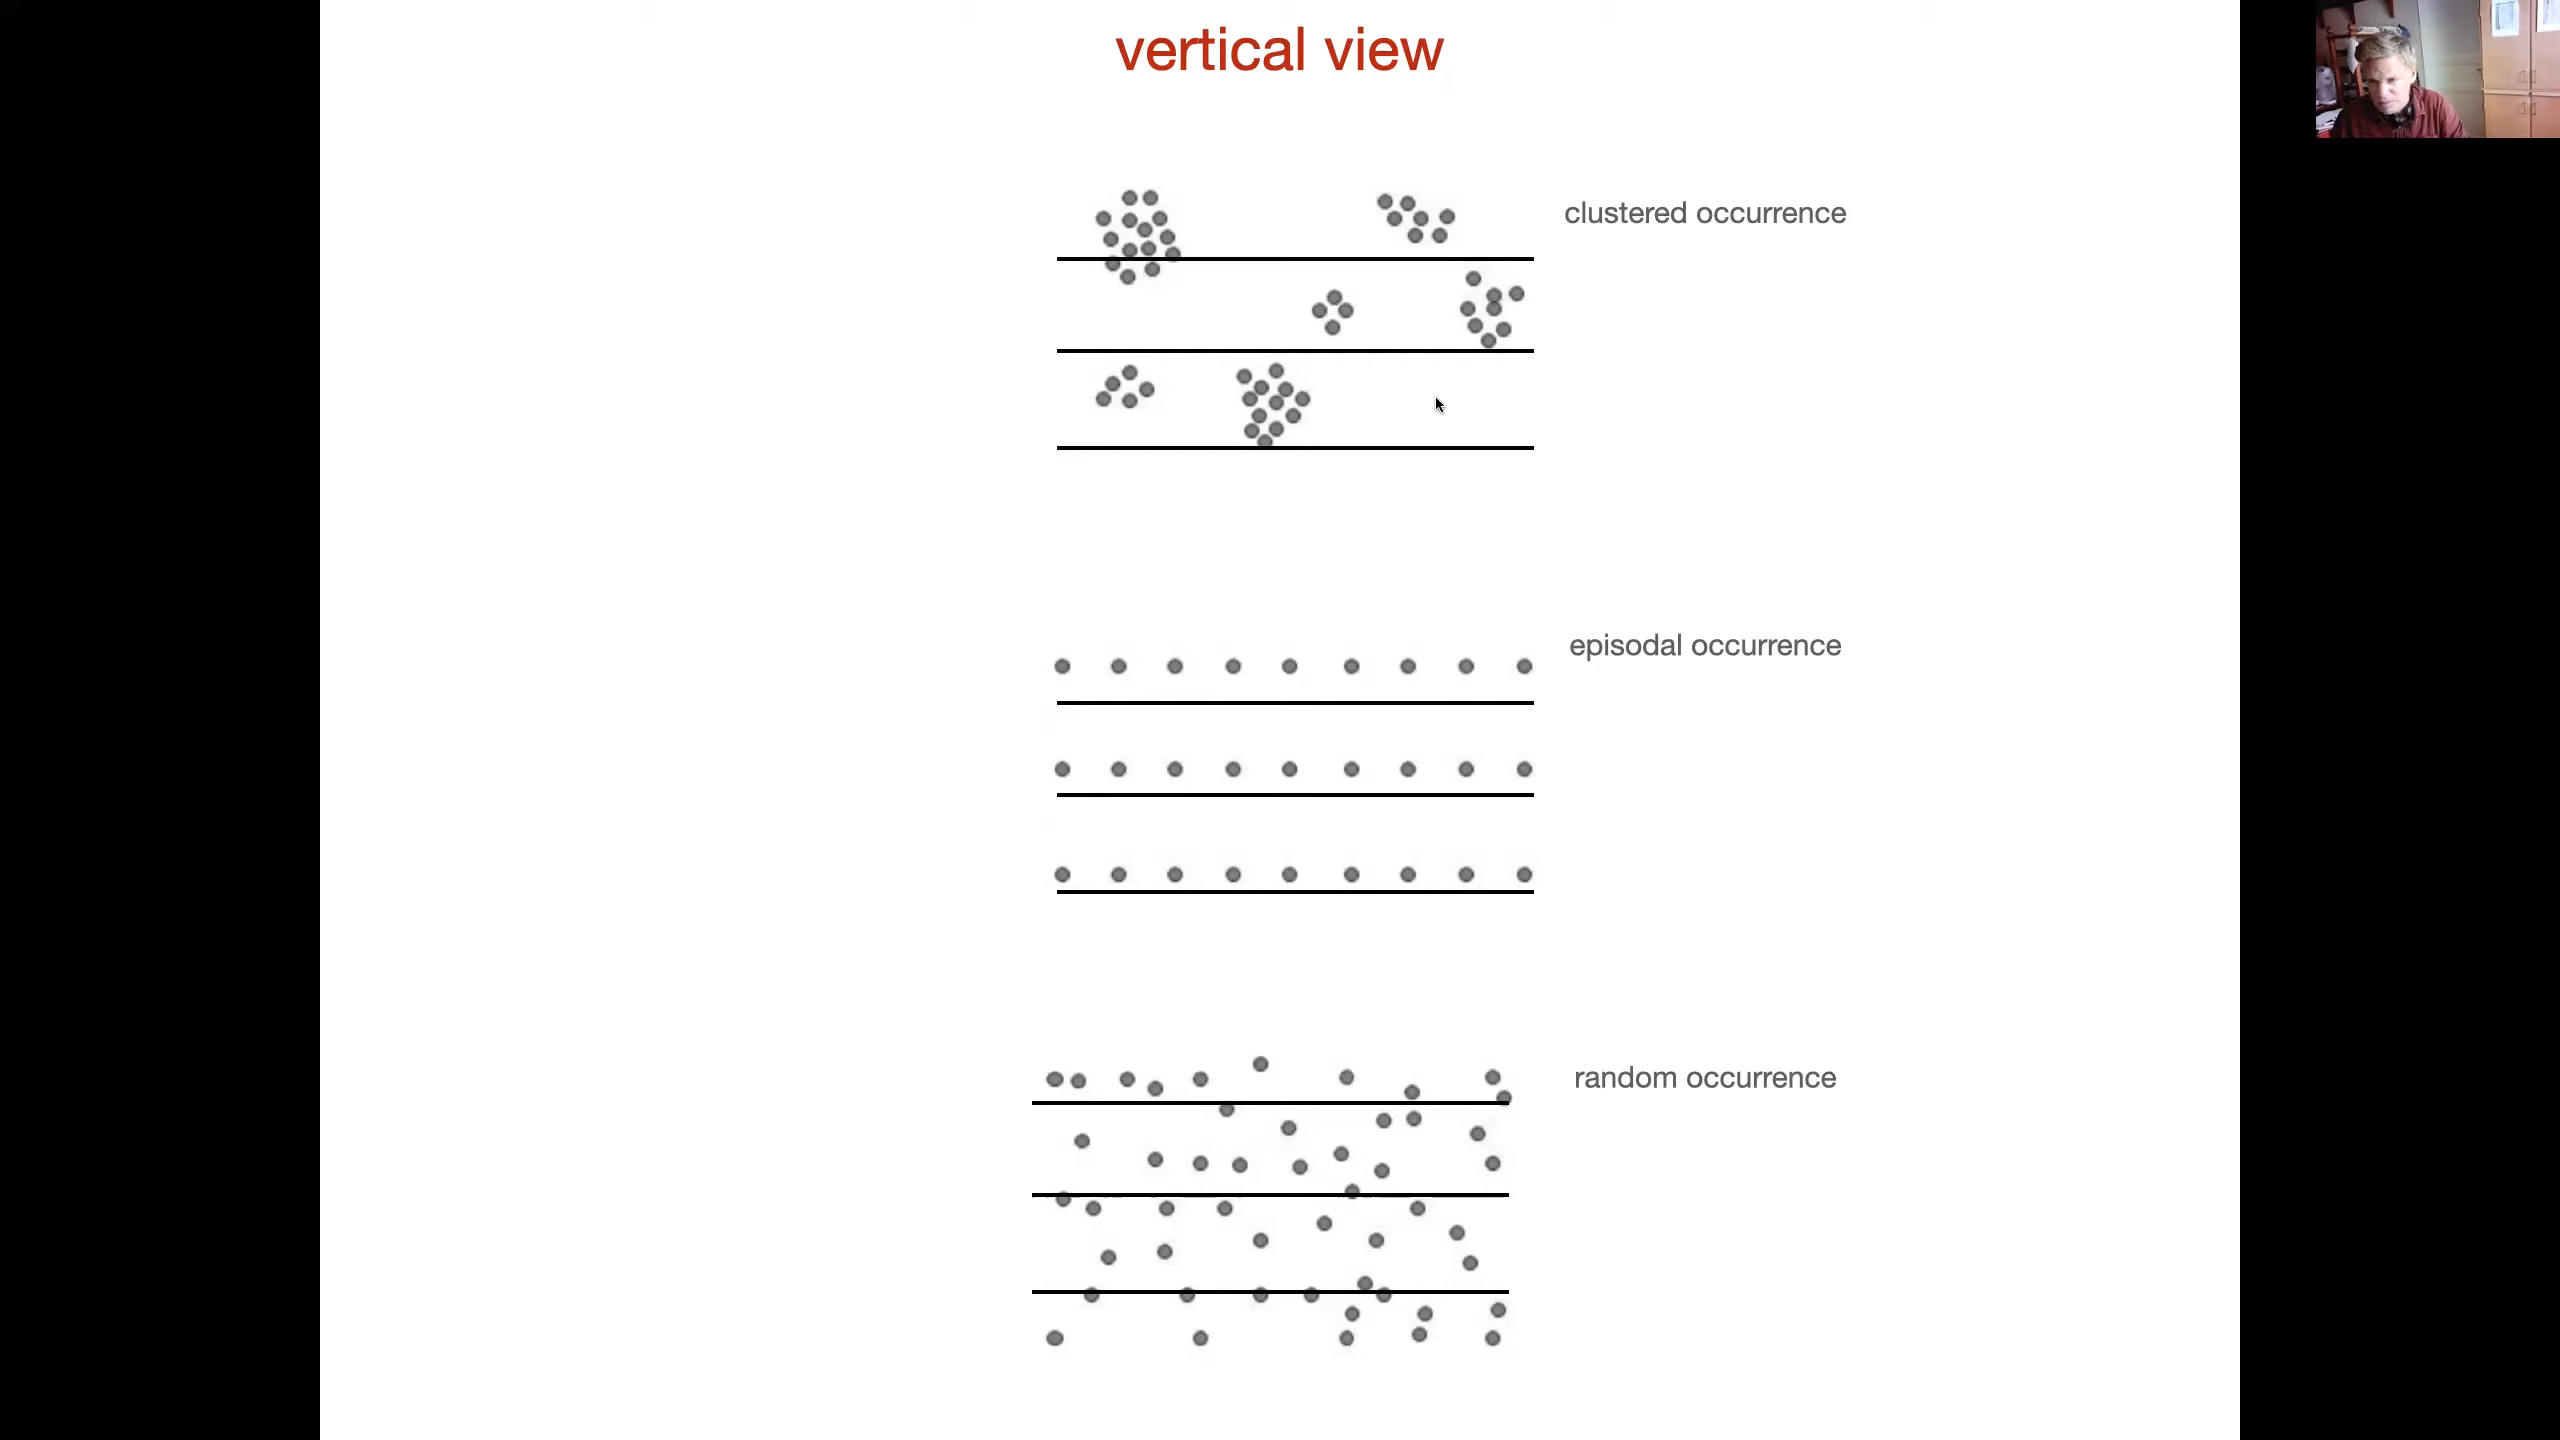 vertical view
clustered occurrence
episodal occurrence
random occurrence